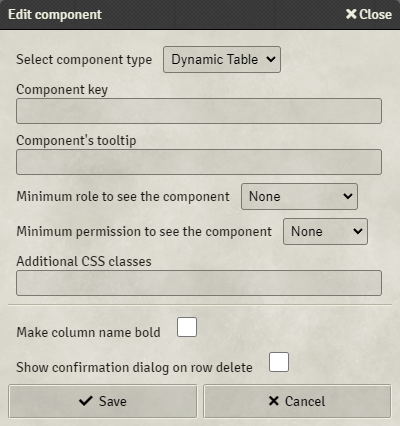 Edit component
Close
Select component type Dynamic Table
Component key
Component's tooltip
Minimum role to see the component None
Minimum permission to see the component None
Additional CSS classes
Make column name bold
Show confirmation dialog on row delete
Save
Cancel